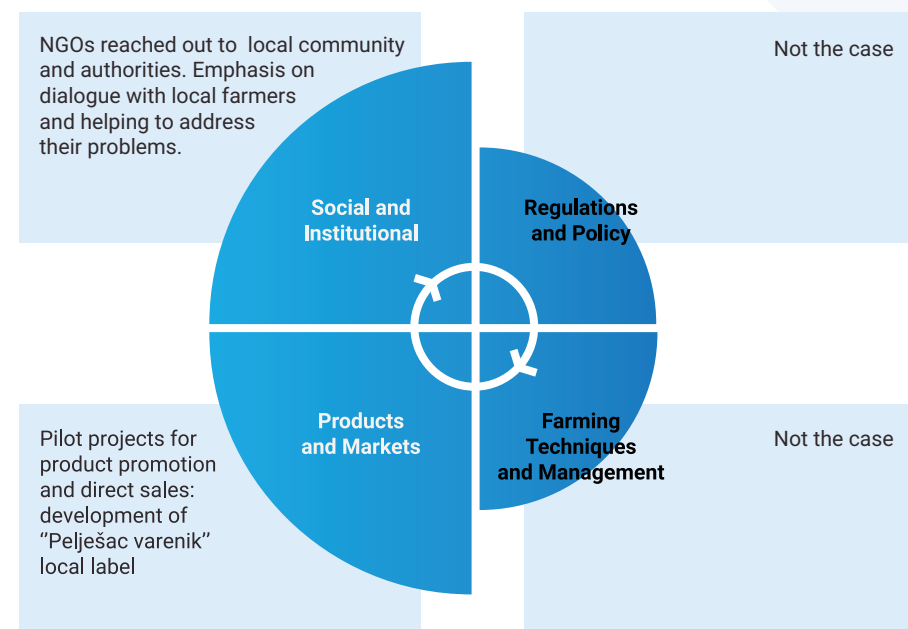 NGOs reached out to local community
and authorities. Emphasis on
dialogue with local farmers
and helping to address
their problems.
Not the case
Social and
Institutional
Regulations
and Policy
Products
and Markets
Farming
Techniques
and Management
Pilot projects for
product promotion
and direct sales:
development of
‘’Pelješac varenik’’
local label
Not the case